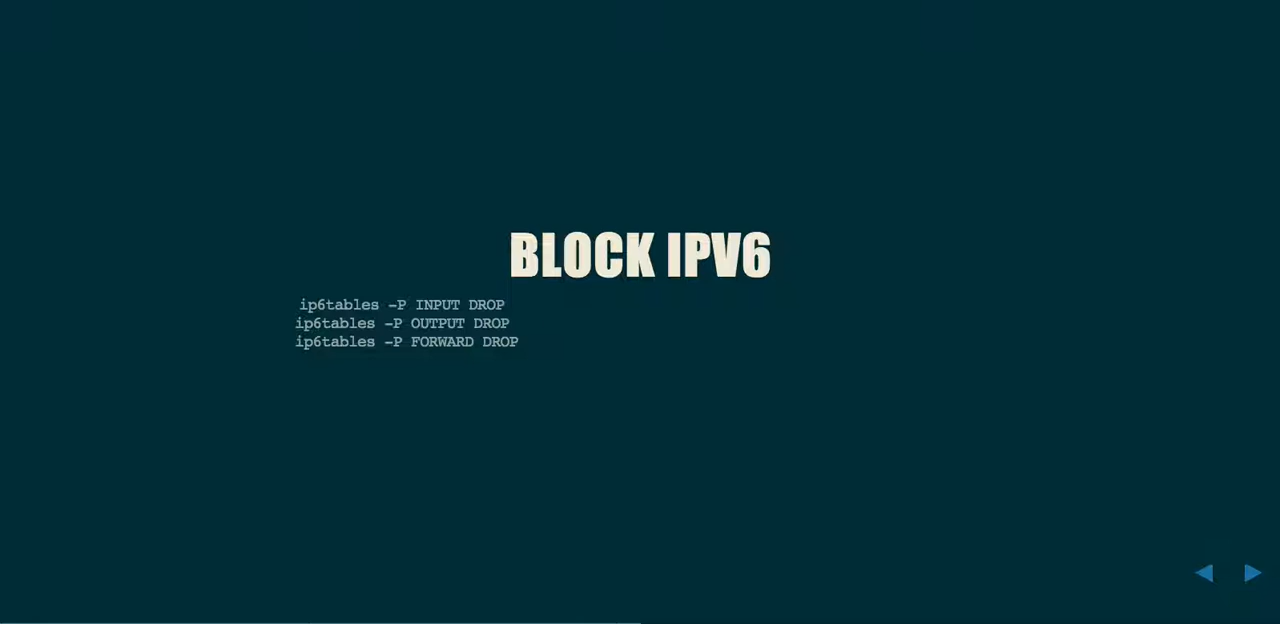 BLOCK IPV6
ip6tables -P INPUT DROP
ip6tables -P OUTPUT DROP
ip6tables -P FORWARD DROP